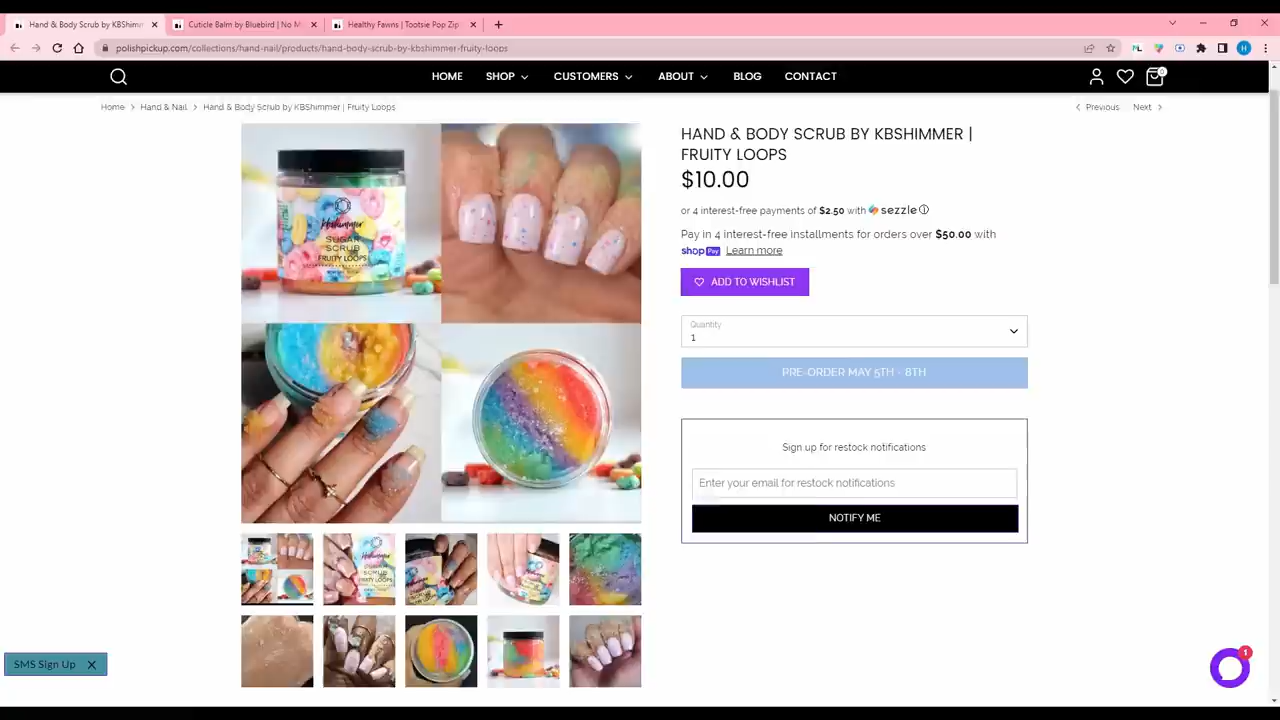 Hand & Body Scrub by KBShimm
Cuticle Balm by Bluebird | No M
Healthy Fawns | Tootsie Pop Zip
polishpickup.com/collections/hand-nail/products/hand-body-scrub-by-kbshimmer-fruity-loops
H
HOME SHOP CUSTOMERS ABOUT BLOG CONTACT
0
Home > Hand & Nail > Hand & Body Scrub by KBShimmer | Fruity Loops
< Previous Next >
HAND & BODY SCRUB BY KBSHIMMER |
FRUITY LOOPS
$10.00
or 4 interest-free payments of $2.50 with sezzle
Pay in 4 interest-free installments for orders over $50.00 with
shop Pay Learn more
ADD TO WISHLIST
Quantity
1
PRE-ORDER MAY 5TH - 8TH
Sign up for restock notifications
Enter your email for restock notifications
NOTIFY ME
KBShimmer
SUGAR
SCRUB
FRUITY LOOPS
SMS Sign Up
1